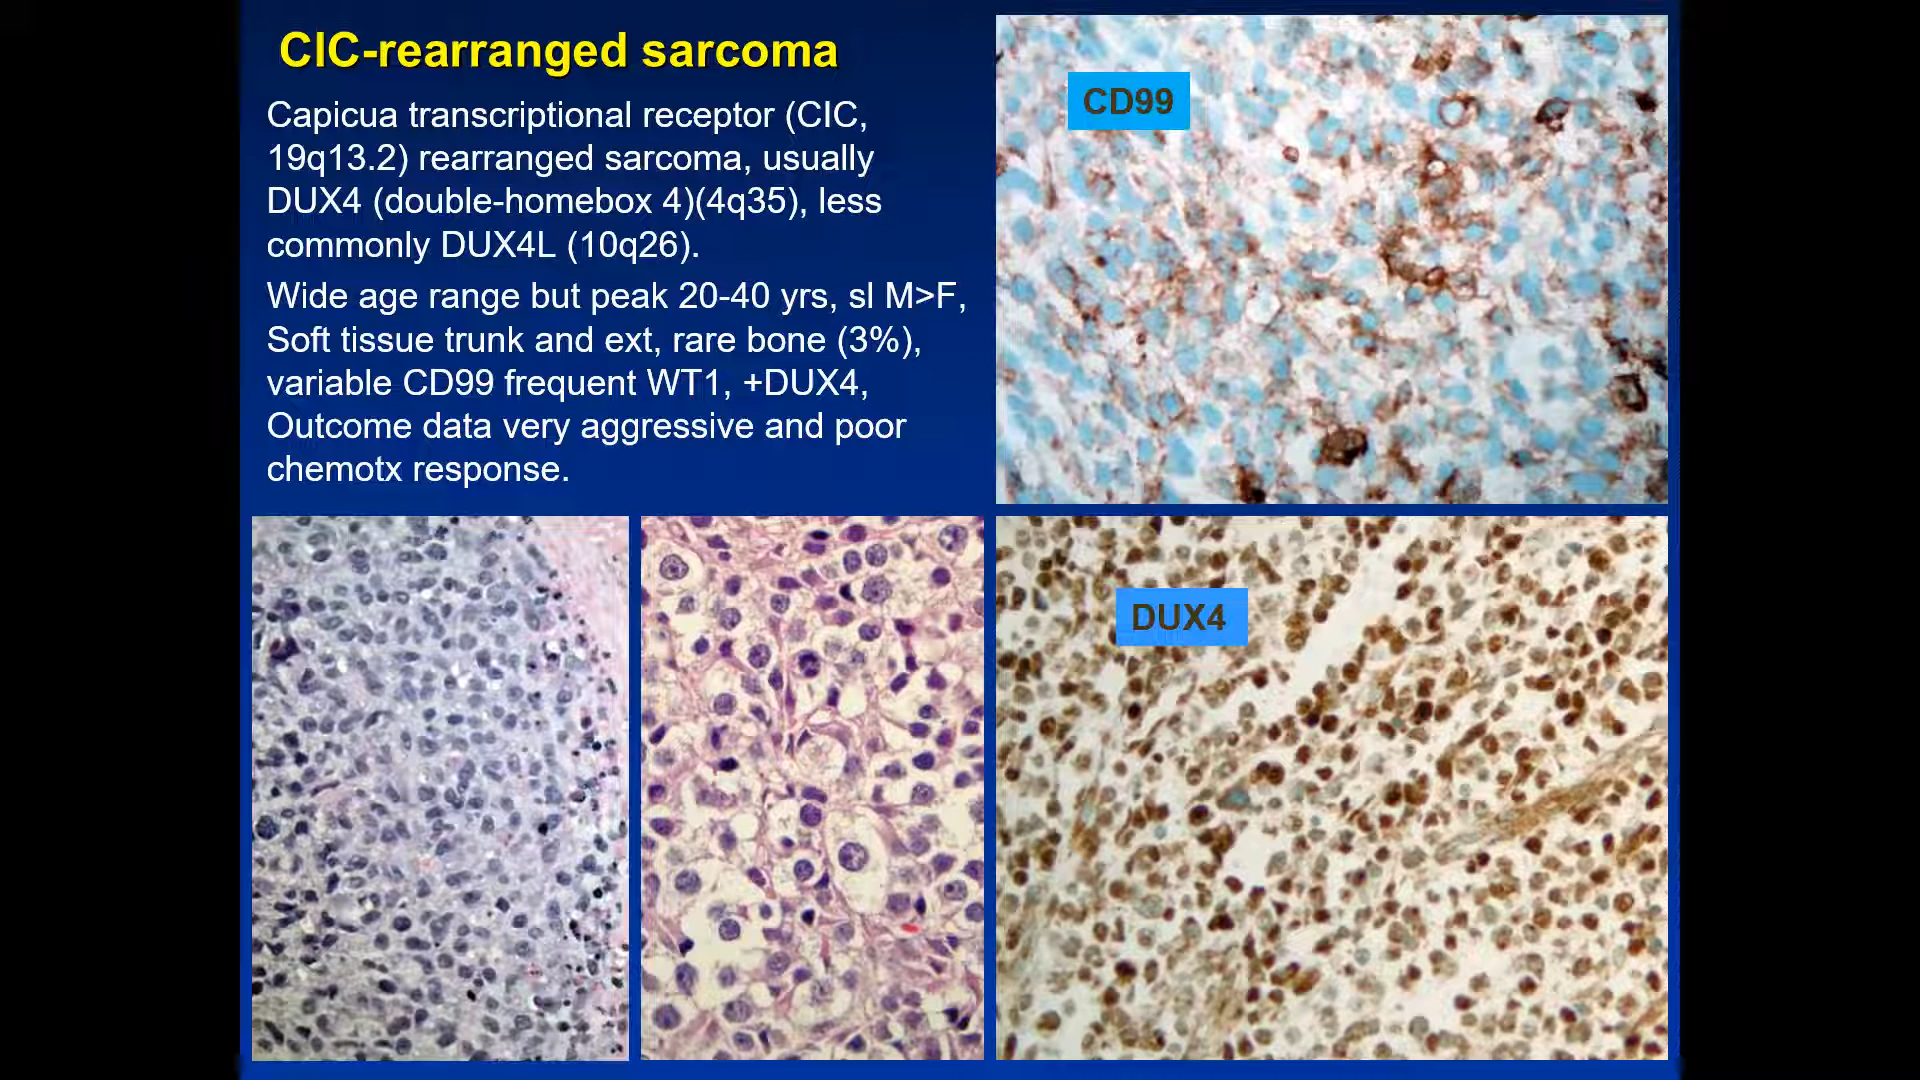 CIC-rearranged sarcoma
Capicua transcriptional receptor (CIC,
19q13.2) rearranged sarcoma, usually
DUX4 (double-homebox 4)(4q35), less
commonly DUX4L (10q26).
Wide age range but peak 20-40 yrs, sl M>F,
Soft tissue trunk and ext, rare bone (3%),
variable CD99 frequent WT1, +DUX4,
Outcome data very aggressive and poor
chemotx response.
CD99
DUX4